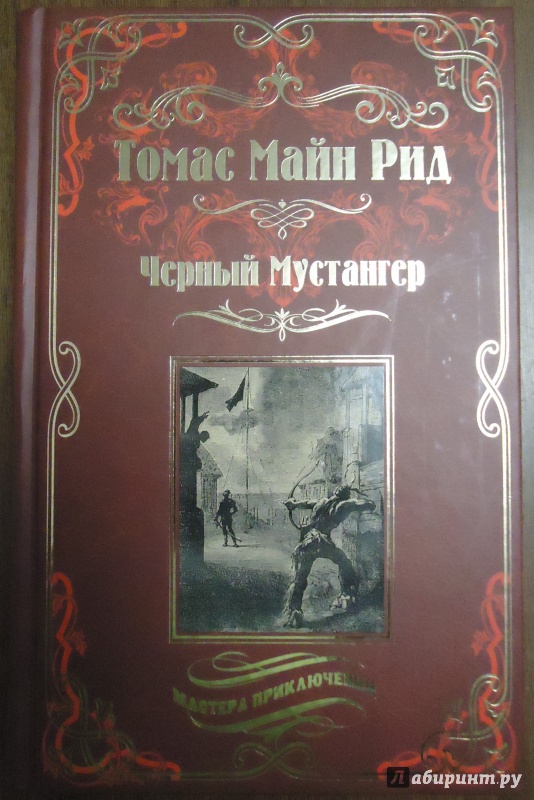 Томас Майн Рид
Черный Мустангер
МАСТЕРА ПРИКЛЮЧЕНИЙ
Лабиринт.ру